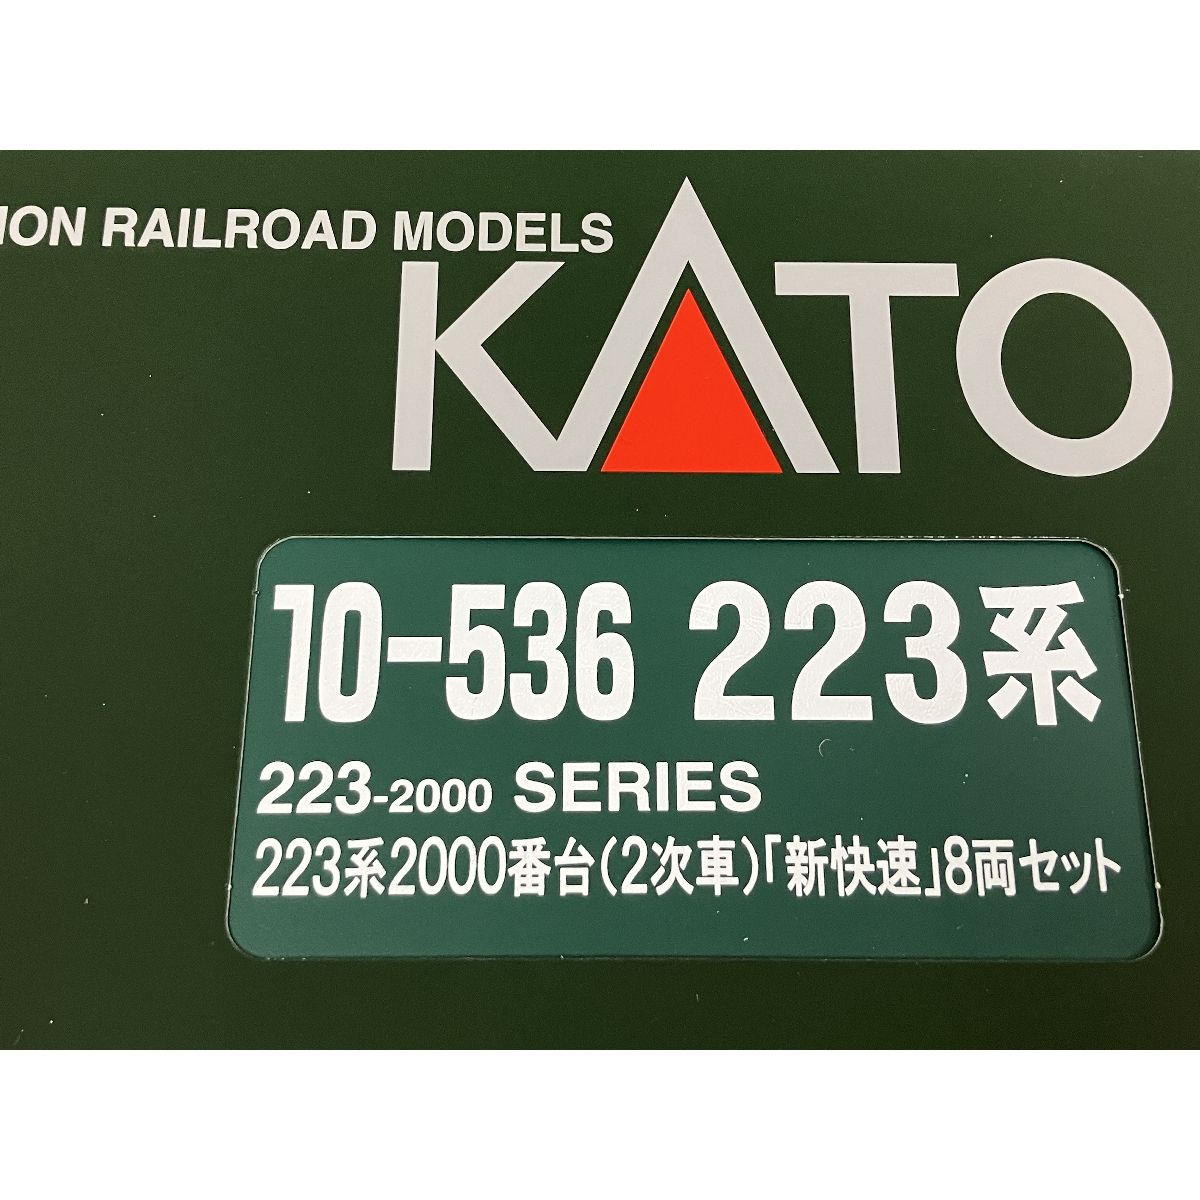 ION RAILROAD MODELS
KATO
10-536 223系
223-2000 SERIES
223系2000番台(2次車)「新快速」8両セット